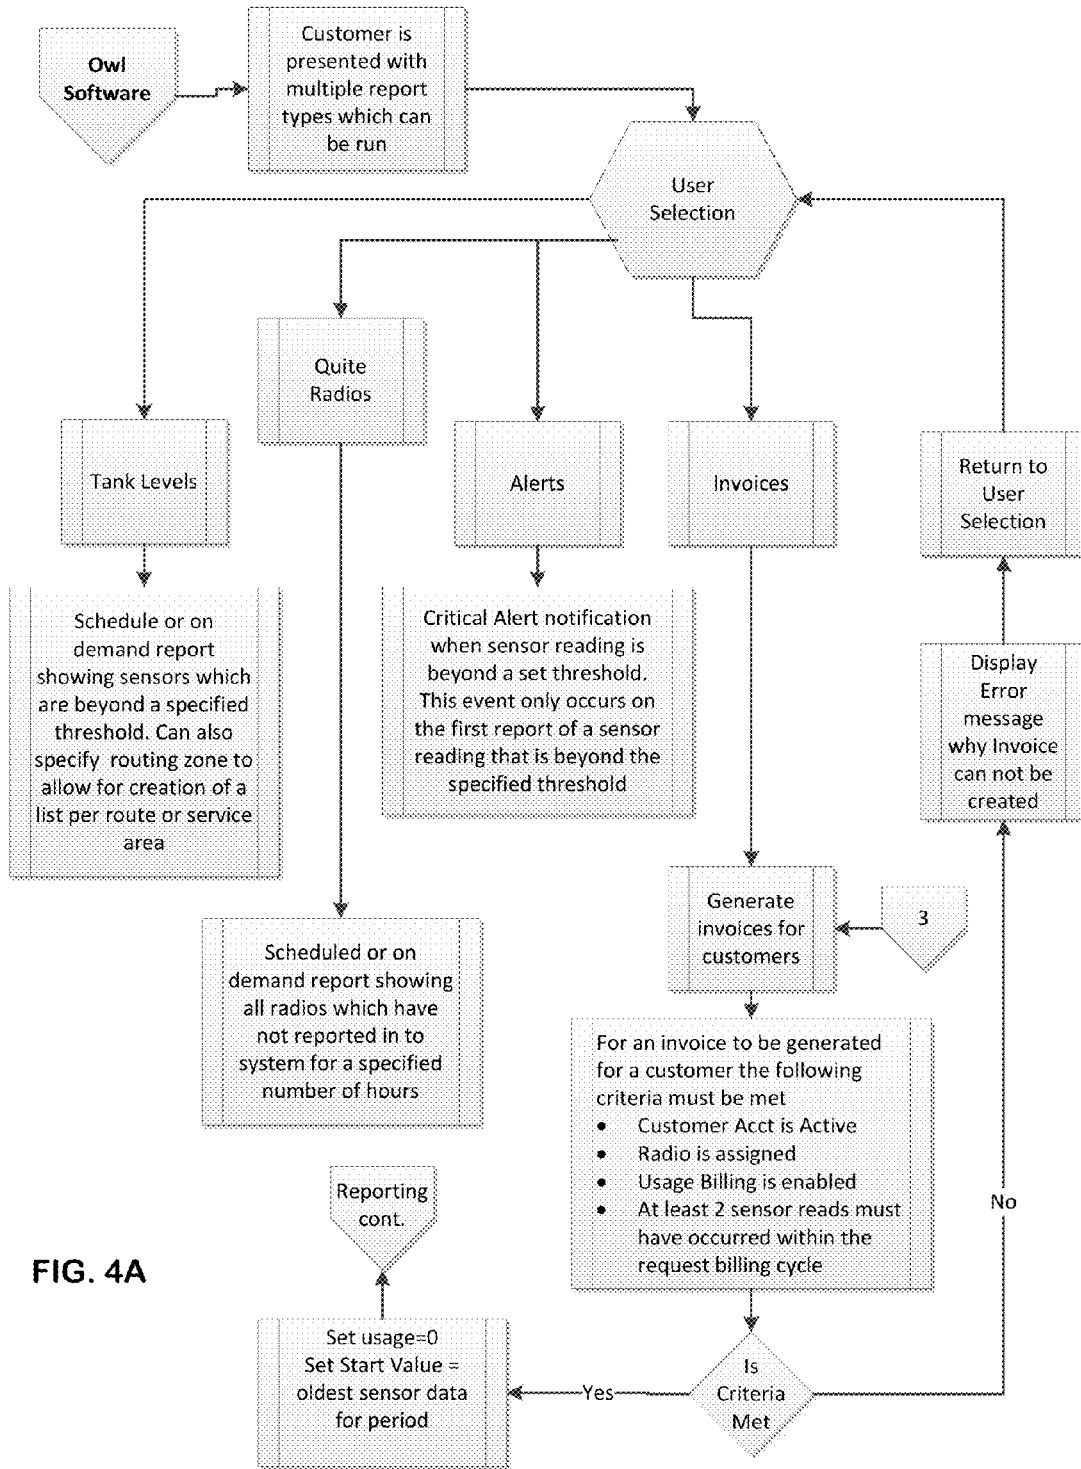 Owl
Software
Customer is
presented with
multiple report
types which can
be run
User
Selection
Quite
Radios
Tank Levels
Alerts
Invoices
Return to
User
Selection
Schedule or on
demand report
showing sensors which
are beyond a specified
threshold. Can also
specify routing zone to
allow for creation of a
list per route or service
area
Critical Alert notification
when sensor reading is
beyond a set threshold.
This event only occurs on
the first report of a sensor
reading that is beyond the
specified threshold
Display
Error
message
why Invoice
can not be
created
Generate
invoices for
customers
3
Scheduled or on
demand report showing
all radios which have
not reported in to
system for a specified
number of hours
For an invoice to be generated
for a customer the following
criteria must be met
• Customer Acct is Active
• Radio is assigned
• Usage Billing is enabled
• At least 2 sensor reads must
have occurred within the
request billing cycle
No
Reporting
cont.
FIG. 4A
Set usage=0
Set Start Value =
oldest sensor data
for period
Yes
Is
Criteria
Met